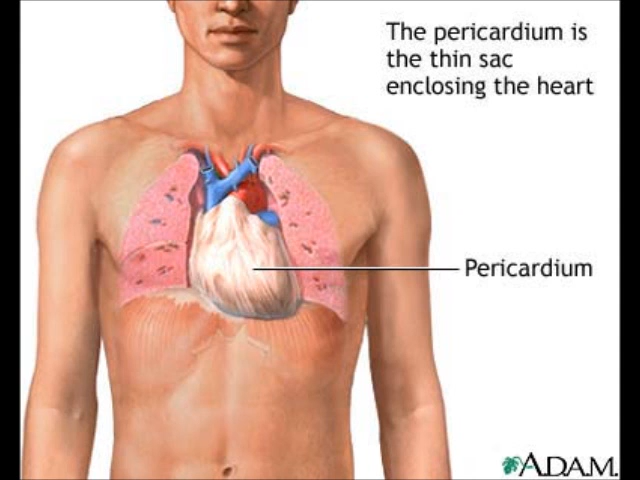 The pericardium is
the thin sac
enclosing the heart
Pericardium
A.D.A.M.